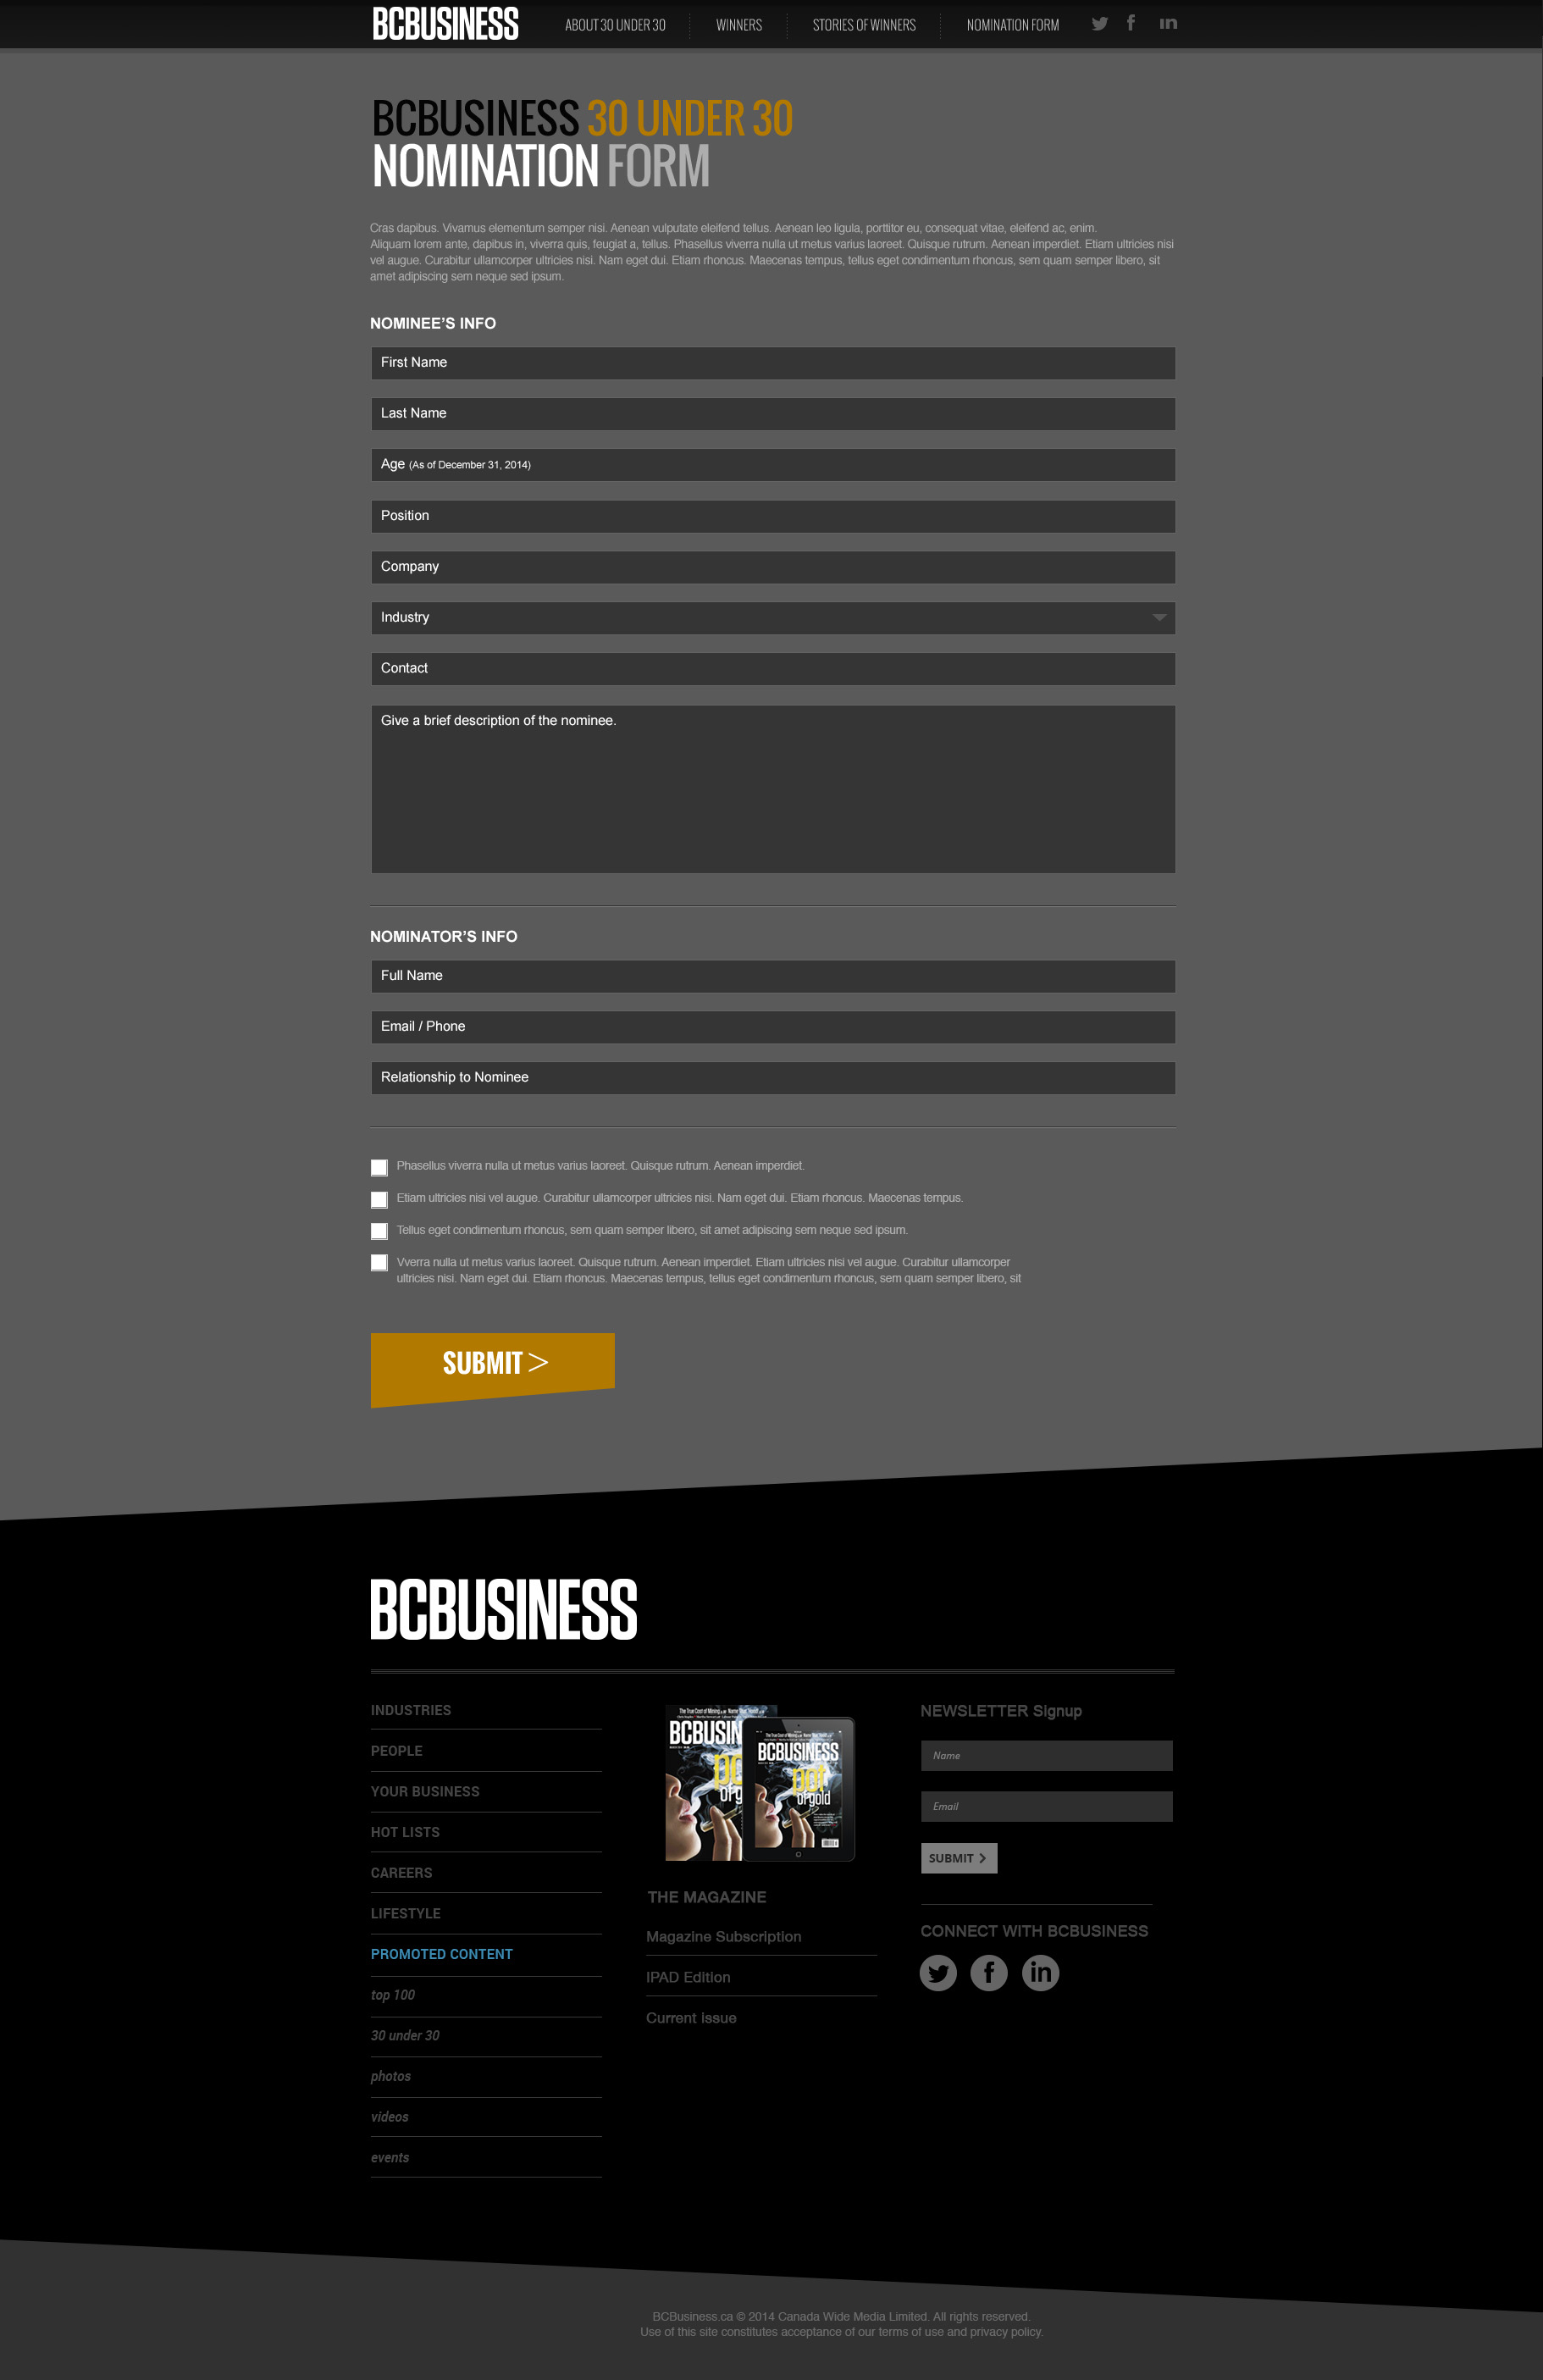 BCBUSINESS
ABOUT 30 UNDER 30
WINNERS
STORIES OF WINNERS
NOMINATION FORM
BCBUSINESS 30 UNDER 30
NOMINATION FORM
Cras dapibus. Vivamus elementum semper nisi. Aenean vulputate eleifend tellus. Aenean leo ligula, porttitor eu, consequat vitae, eleifend ac, enim.
Aliquam lorem ante, dapibus in, viverra quis, feugiat a, tellus. Phasellus viverra nulla ut metus varius laoreet. Quisque rutrum. Aenean imperdiet. Etiam ultricies nisi
vel augue. Curabitur ullamcorper ultricies nisi. Nam eget dui. Etiam rhoncus. Maecenas tempus, tellus eget condimentum rhoncus, sem quam semper libero, sit
amet adipiscing sem neque sed ipsum.
NOMINEE’S INFO
First Name
Last Name
Age (As of December 31, 2014)
Position
Company
Industry
Contact
Give a brief description of the nominee.
NOMINATOR’S INFO
Full Name
Email / Phone
Relationship to Nominee
Phasellus viverra nulla ut metus varius laoreet. Quisque rutrum. Aenean imperdiet.
Etiam ultricies nisi vel augue. Curabitur ullamcorper ultricies nisi. Nam eget dui. Etiam rhoncus. Maecenas tempus.
Tellus eget condimentum rhoncus, sem quam semper libero, sit amet adipiscing sem neque sed ipsum.
Vverra nulla ut metus varius laoreet. Quisque rutrum. Aenean imperdiet. Etiam ultricies nisi vel augue. Curabitur ullamcorper
ultricies nisi. Nam eget dui. Etiam rhoncus. Maecenas tempus, tellus eget condimentum rhoncus, sem quam semper libero, sit
SUBMIT >
BCBUSINESS
INDUSTRIES
PEOPLE
YOUR BUSINESS
HOT LISTS
CAREERS
LIFESTYLE
PROMOTED CONTENT
top 100
30 under 30
photos
videos
events
BCBUSINESS
pot
of gold
THE MAGAZINE
Magazine Subscription
IPAD Edition
Current issue
NEWSLETTER Signup
Name
Email
SUBMIT >
CONNECT WITH BCBUSINESS
BCBusiness.ca © 2014 Canada Wide Media Limited. All rights reserved.
Use of this site constitutes acceptance of our terms of use and privacy policy.